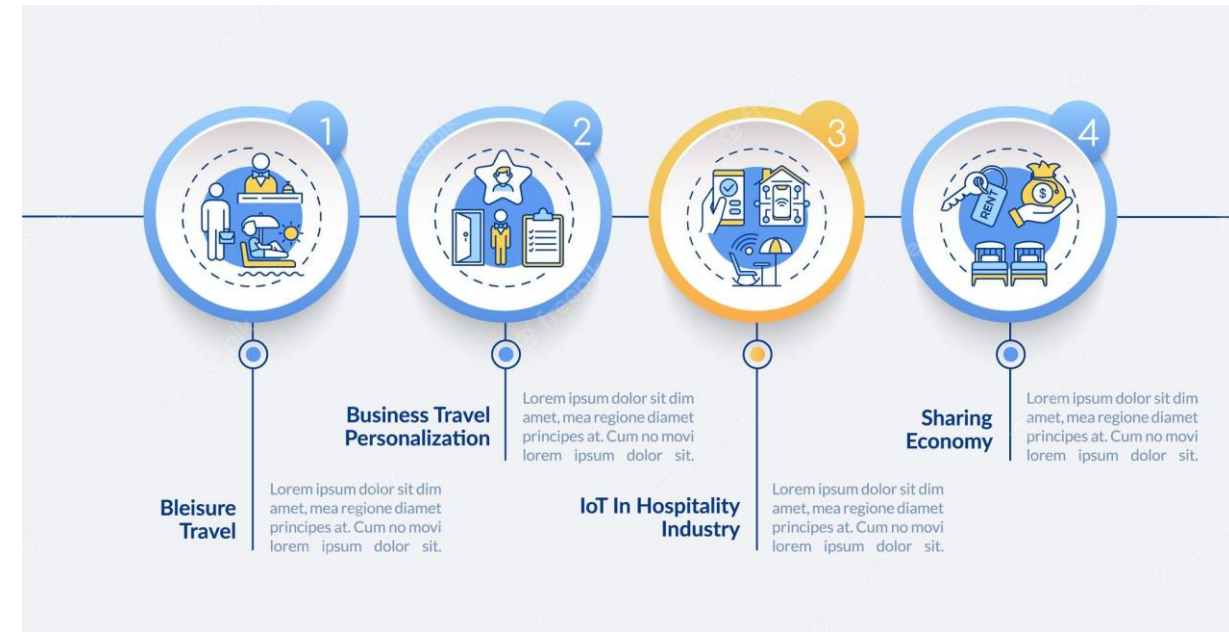 1
2
3
4
RENT
$
Bleisure
Travel
Lorem ipsum dolor sit dim
amet, mea regione diamet
principes at. Cum no movi
lorem ipsum dolor sit.
Business Travel
Personalization
Lorem ipsum dolor sit dim
amet, mea regione diamet
principes at. Cum no movi
lorem ipsum dolor sit.
IoT In Hospitality
Industry
Lorem ipsum dolor sit dim
amet, mea regione diamet
principes at. Cum no movi
lorem ipsum dolor sit.
Sharing
Economy
Lorem ipsum dolor sit dim
amet, mea regione diamet
principes at. Cum no movi
lorem ipsum dolor sit.
freepik
freepik
freepik